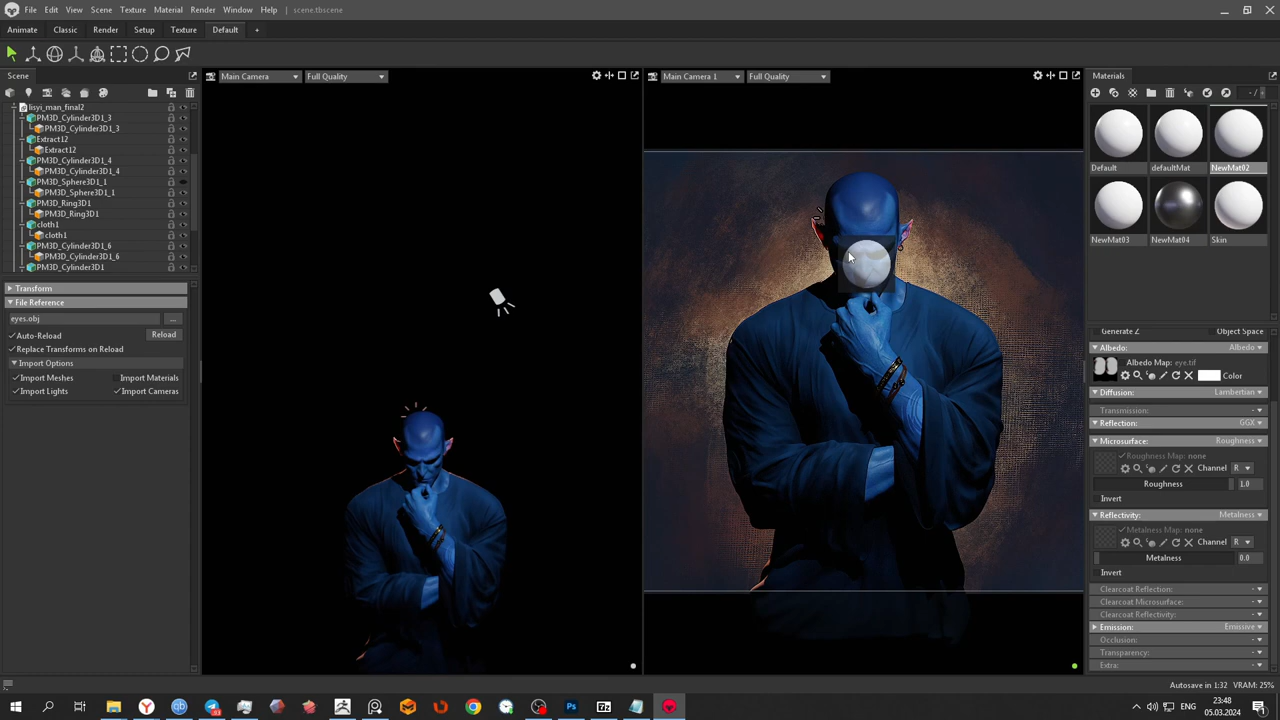 File Edit View Scene Texture Material Render Window Help scene.tbscene
Animate Classic Render Setup Texture Default +
Scene
lisyi_man_final2
PM3D_Cylinder3D1_3
PM3D_Cylinder3D1_3
Extract12
Extract12
PM3D_Cylinder3D1_4
PM3D_Cylinder3D1_4
PM3D_Sphere3D1_1
PM3D_Sphere3D1_1
PM3D_Ring3D1
PM3D_Ring3D1
cloth1
cloth1
PM3D_Cylinder3D1_6
PM3D_Cylinder3D1_6
PM3D_Cylinder3D1
Transform
File Reference
eyes.obj ...
Auto-Reload Reload
Replace Transforms on Reload
Import Options
Import Meshes Import Materials
Import Lights Import Cameras
Main Camera Full Quality
Main Camera 1 Full Quality
Materials
- /
Default defaultMat NewMat02
NewMat03 NewMat04 Skin
Generate Z Object Space
Albedo: Albedo
Albedo Map: eye.tif
Color
Diffusion: Lambertian
Transmission: -
Reflection: GGX
Microsurface: Roughness
Roughness Map: none
Channel R
Roughness 1.0
Invert
Reflectivity: Metalness
Metalness Map: none
Channel R
Metalness 0.0
Invert
Clearcoat Reflection: -
Clearcoat Microsurface: -
Clearcoat Reflectivity: -
Emission: Emissive
Occlusion: -
Transparency: -
Extra: -
Autosave in 1:32 VRAM: 25%
ENG 23:48
05.03.2024